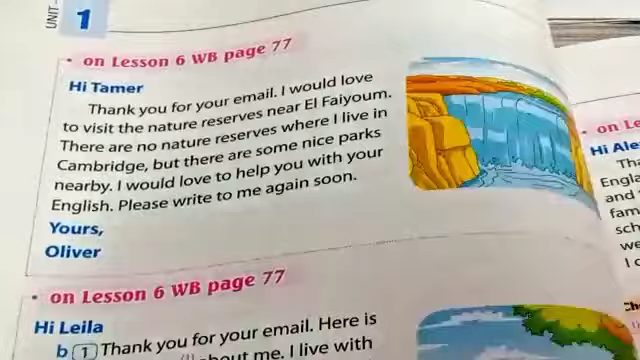 UNIT
1
• on Lesson 6 WB page 77
Hi Tamer
Thank you for your email. I would love
to visit the nature reserves near El Faiyoum.
There are no nature reserves where I live in
Cambridge, but there are some nice parks
nearby. I would love to help you with your
English. Please write to me again soon.
Yours,
Oliver
• on Lesson 6 WB page 77
Hi Leila
b 1 Thank you for your email. Here is
about me. I live with
• on Le
Hi Ale
Tha
Engla
and
fam
sch
we
I c